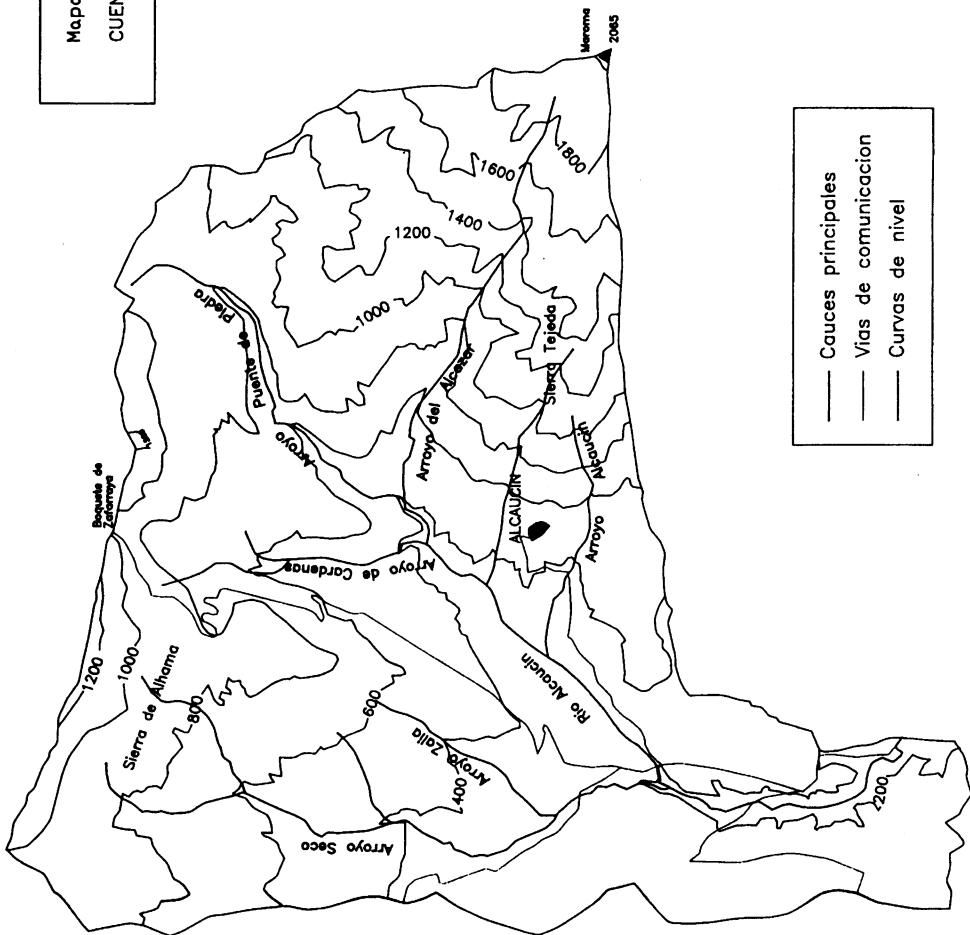 Mapa
CUEN
Maroma
2065
1800
1600
1400
1200
1000
Piedra
Puente de
Arroyo
Boquete de
Zafarraya
Arroyo del Alcazar
Sierra Tejeda
Alcaucin
Arroyo
ALCAUCIN
Arroyo de Cardenas
1200
1000
Sierra de Alhama
800
600
Rio Alcaucin
Arroyo Zalia
400
Arroyo Seco
200
Cauces principales
Vias de comunicacion
Curvas de nivel